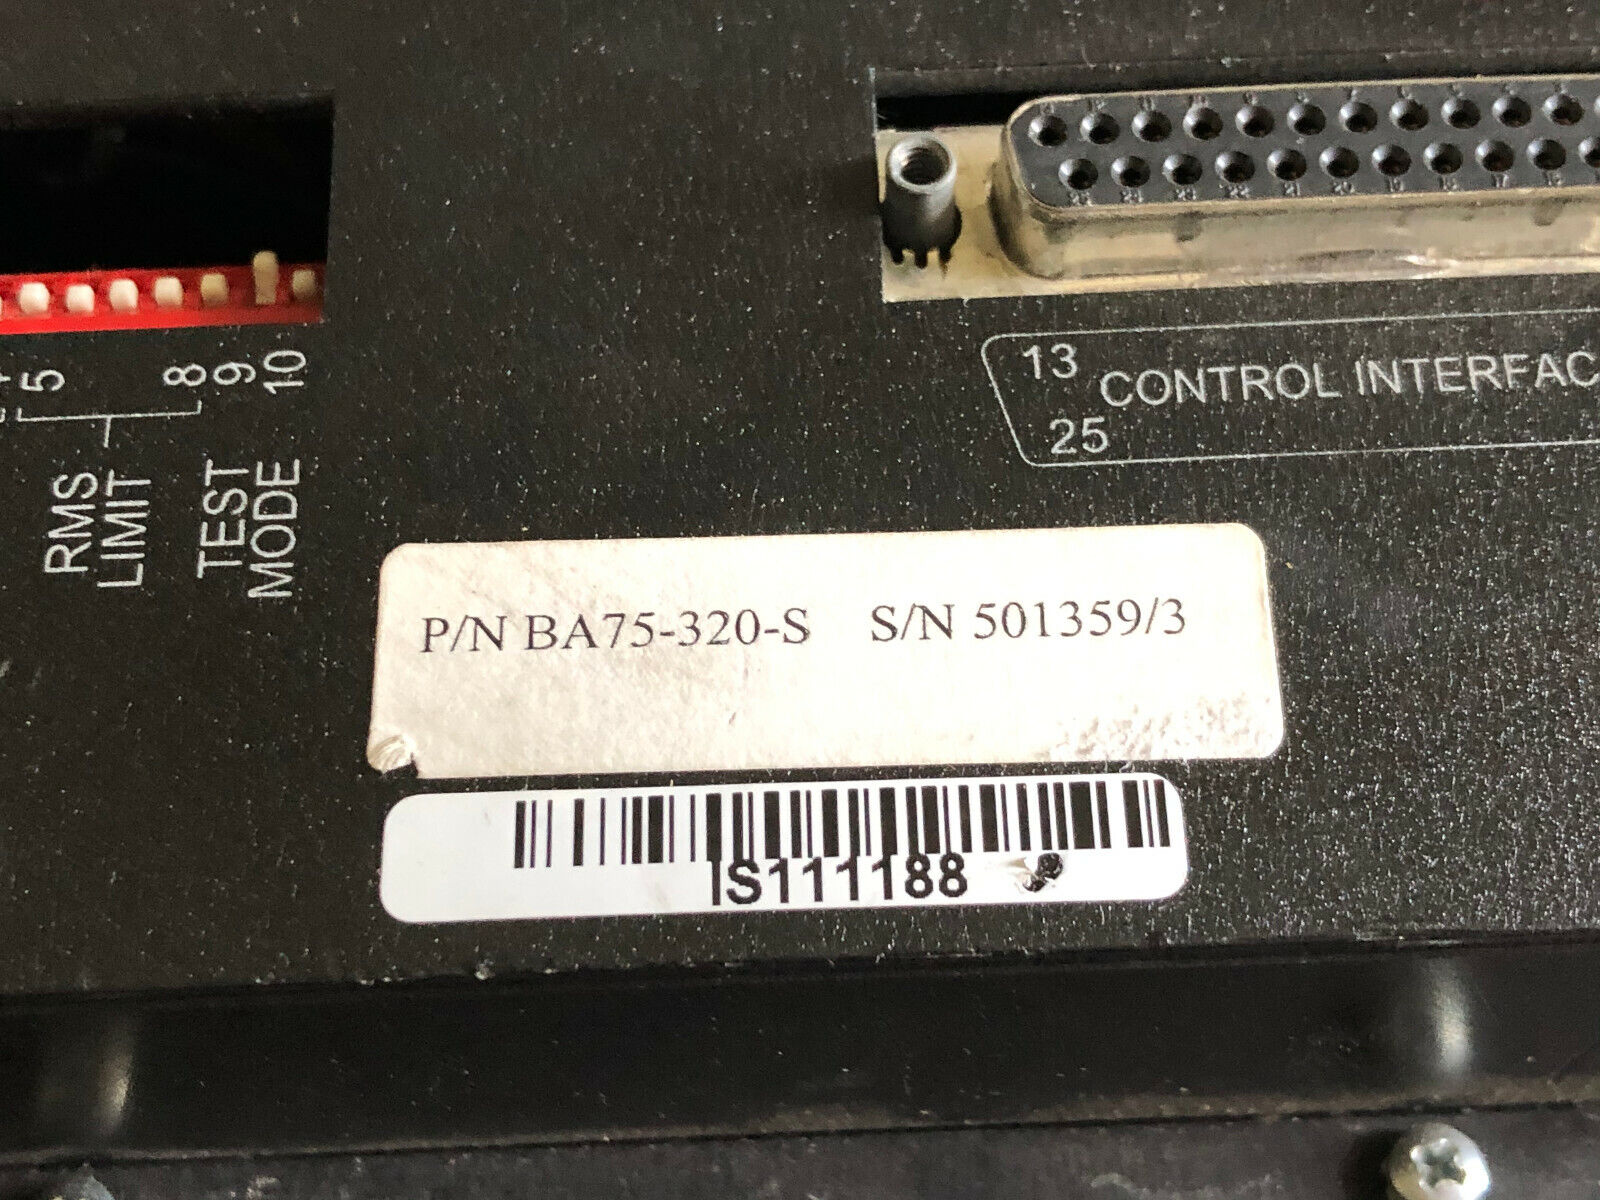 5 8 9 10
RMS
LIMIT
TEST
MODE
13
CONTROL INTERFAC
25
P/N BA75-320-S S/N 501359/3
IS111188